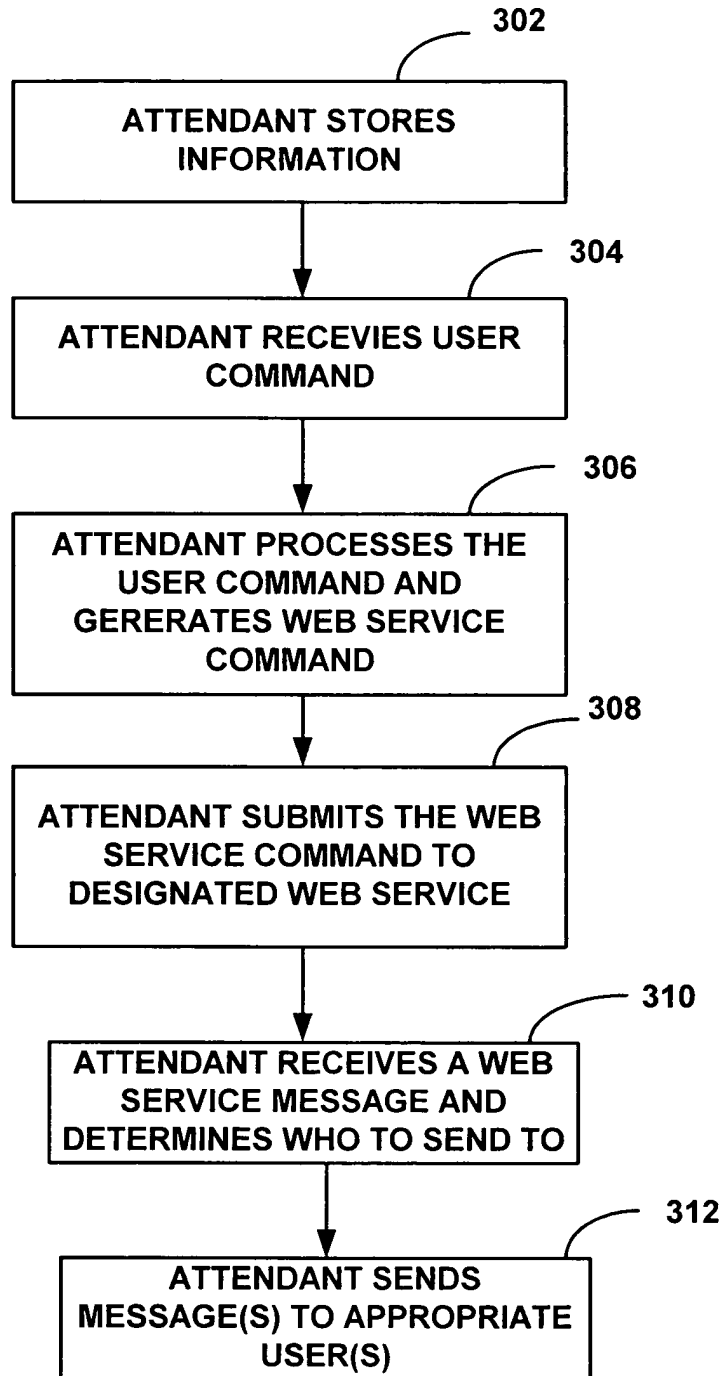 302
ATTENDANT STORES
INFORMATION
304
ATTENDANT RECEVIES USER
COMMAND
306
ATTENDANT PROCESSES THE
USER COMMAND AND
GERERATES WEB SERVICE
COMMAND
308
ATTENDANT SUBMITS THE WEB
SERVICE COMMAND TO
DESIGNATED WEB SERVICE
310
ATTENDANT RECEIVES A WEB
SERVICE MESSAGE AND
DETERMINES WHO TO SEND TO
312
ATTENDANT SENDS
MESSAGE(S) TO APPROPRIATE
USER(S)